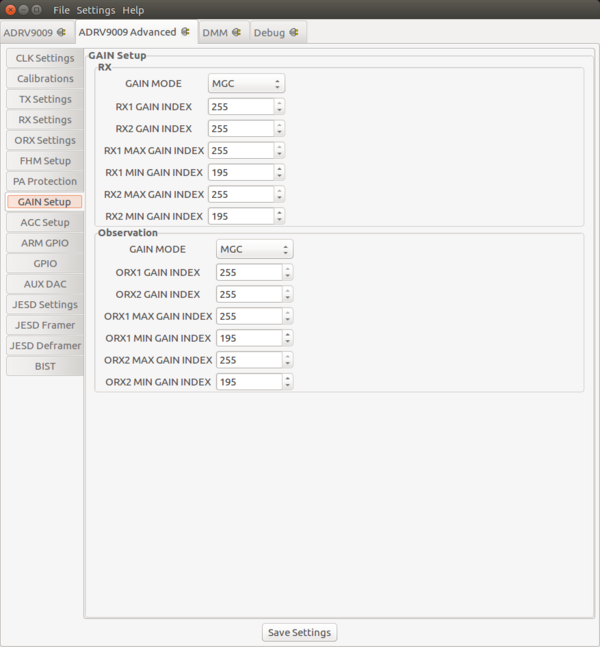 File Settings Help
ADRV9009 ADRV9009 Advanced DMM Debug
CLK Settings
Calibrations
TX Settings
RX Settings
ORX Settings
FHM Setup
PA Protection
GAIN Setup
AGC Setup
ARM GPIO
GPIO
AUX DAC
JESD Settings
JESD Framer
JESD Deframer
BIST
GAIN Setup
RX
GAIN MODE MGC
RX1 GAIN INDEX 255
RX2 GAIN INDEX 255
RX1 MAX GAIN INDEX 255
RX1 MIN GAIN INDEX 195
RX2 MAX GAIN INDEX 255
RX2 MIN GAIN INDEX 195
Observation
GAIN MODE MGC
ORX1 GAIN INDEX 255
ORX2 GAIN INDEX 255
ORX1 MAX GAIN INDEX 255
ORX1 MIN GAIN INDEX 195
ORX2 MAX GAIN INDEX 255
ORX2 MIN GAIN INDEX 195
Save Settings